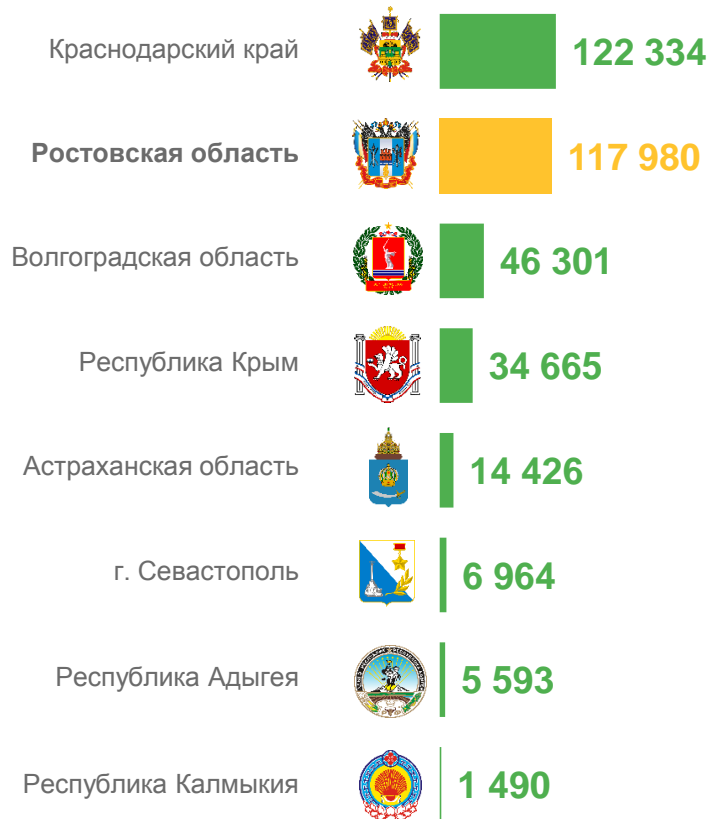 Краснодарский край 122 334
Ростовская область 117 980
Волгоградская область 46 301
Республика Крым 34 665
Астраханская область 14 426
г. Севастополь 6 964
Республика Адыгея 5 593
Республика Калмыкия 1 490